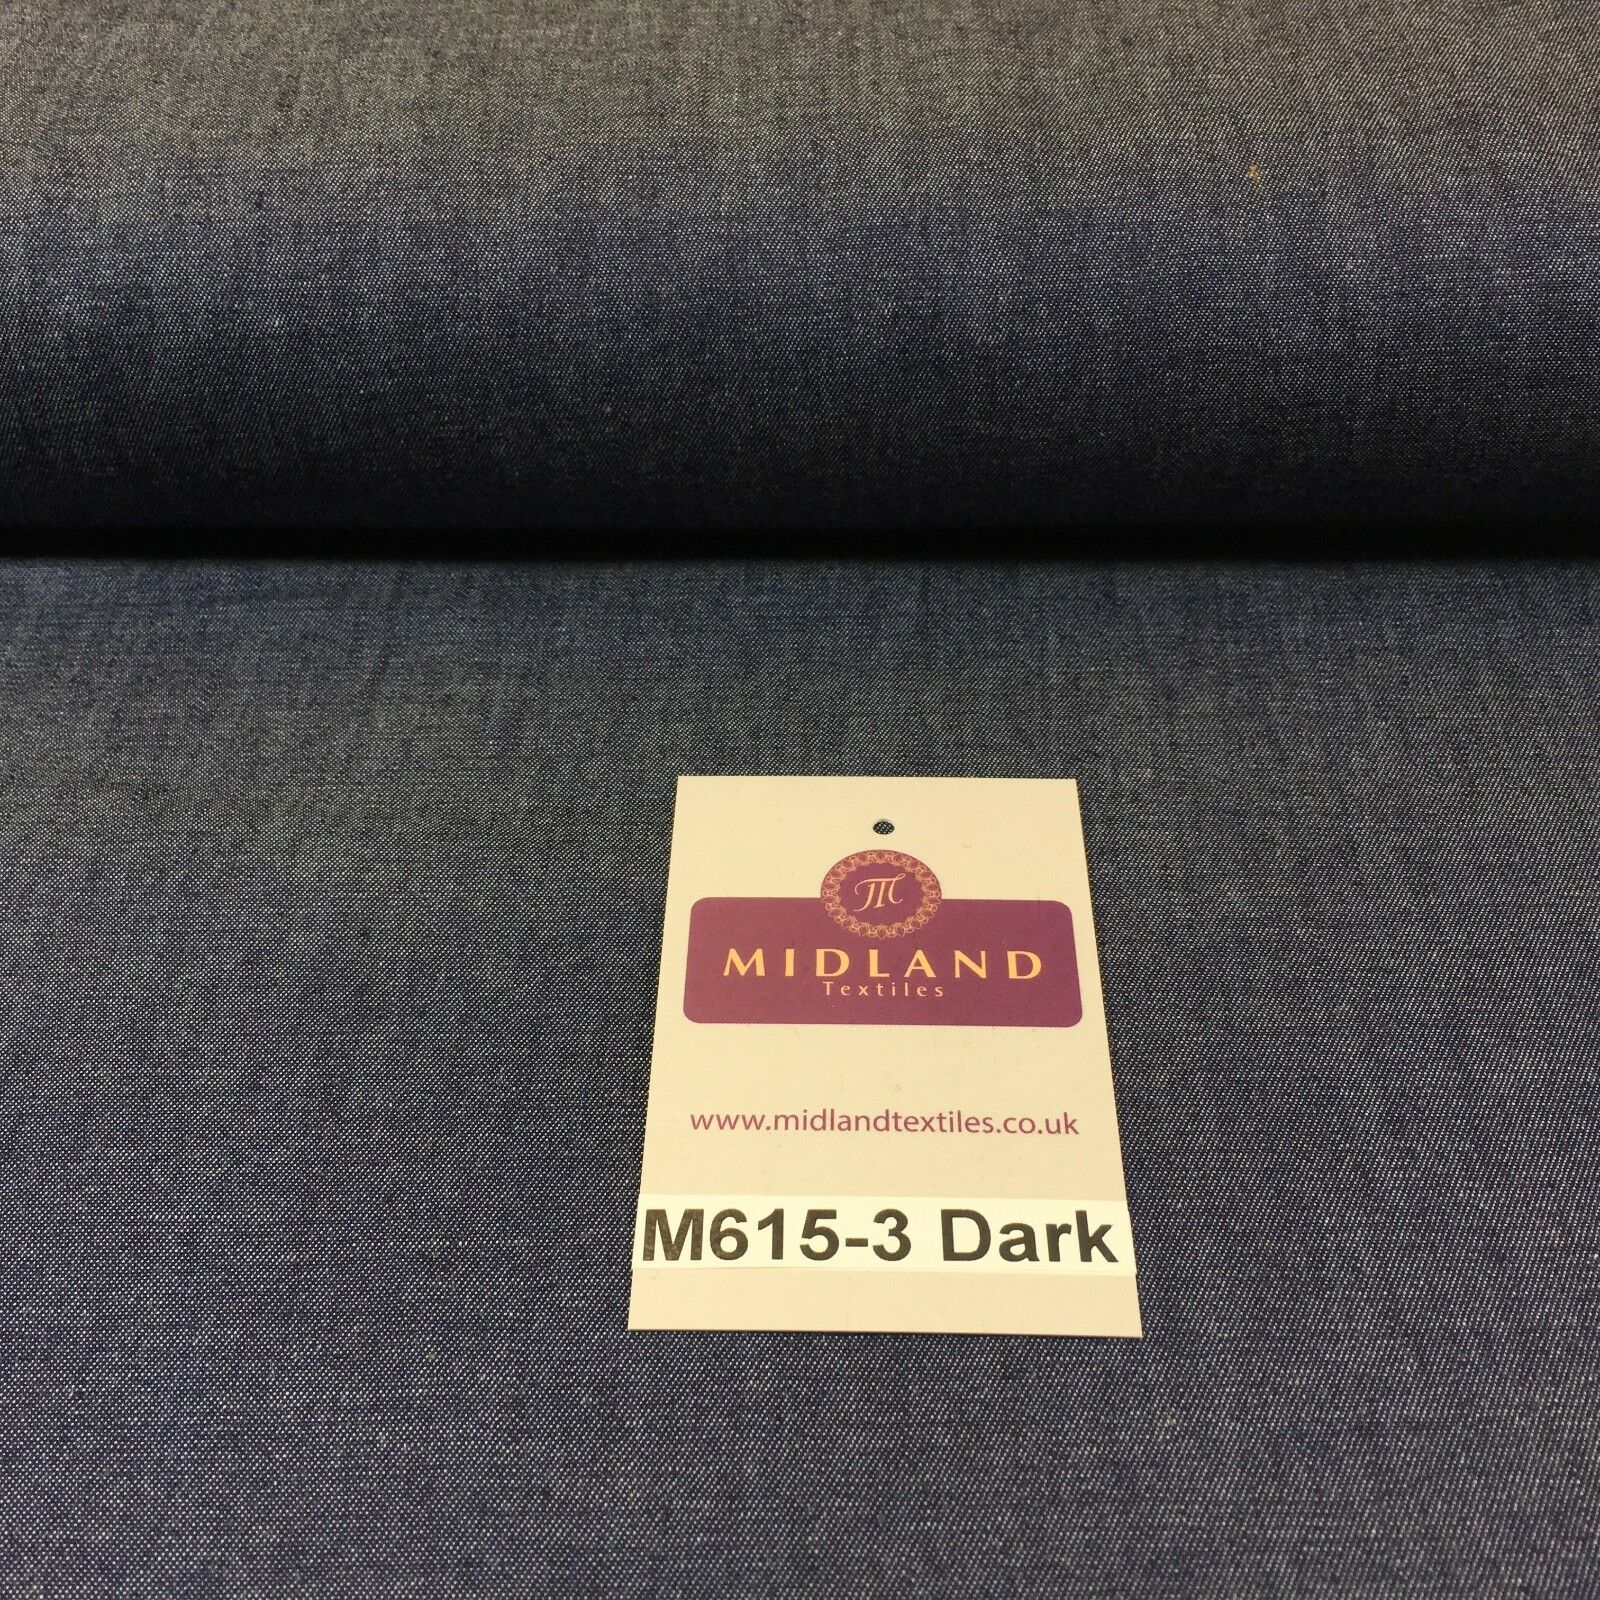 M
MIDLAND
Textiles
www.midlandtextiles.co.uk
M615-3 Dark